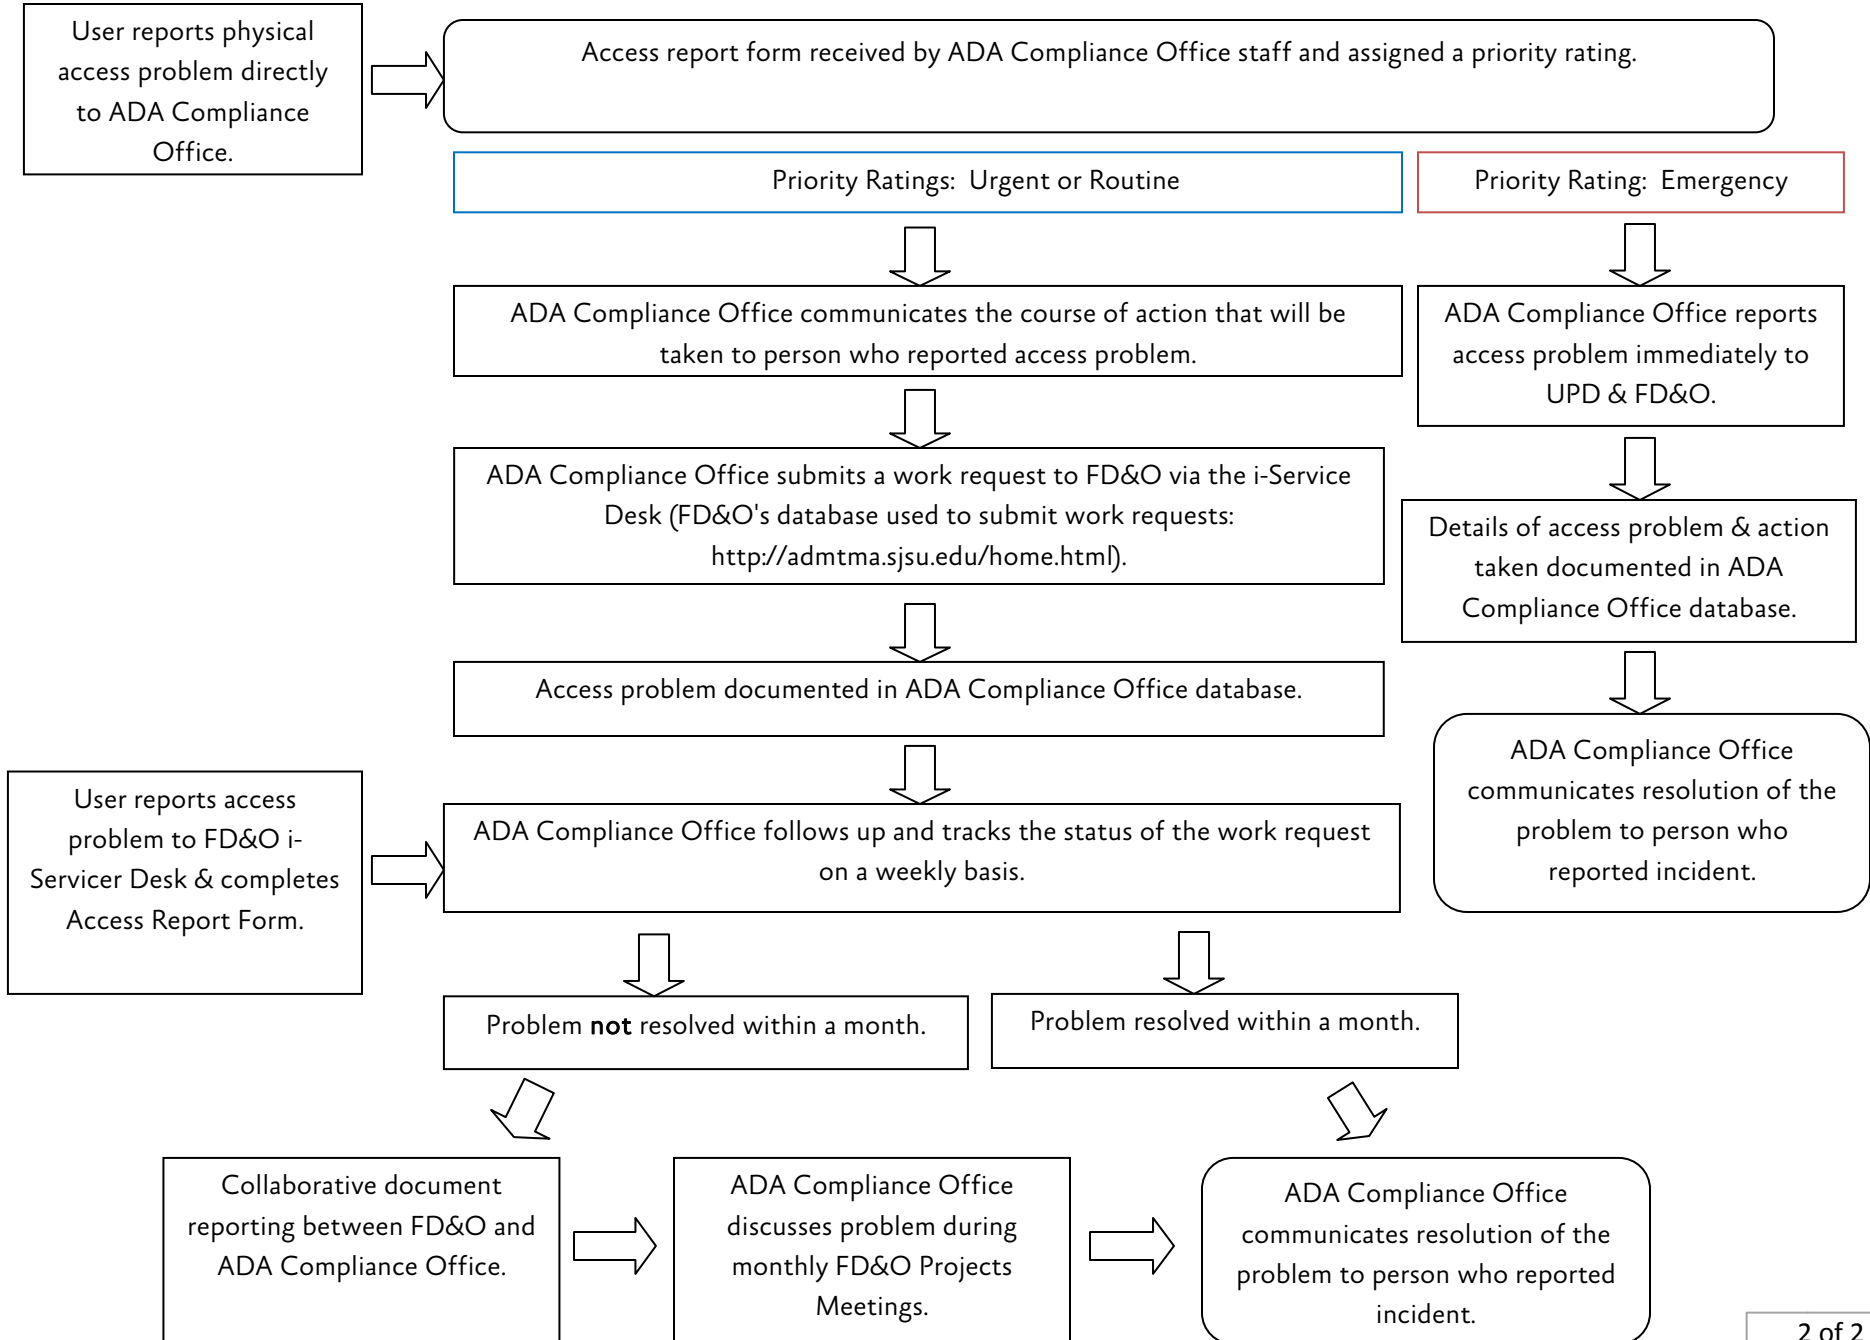 User reports physical
access problem directly
to ADA Compliance
Office.
Access report form received by ADA Compliance Office staff and assigned a priority rating.
Priority Ratings:  Urgent or Routine
Priority Rating:  Emergency
ADA Compliance Office communicates the course of action that will be
taken to person who reported access problem.
ADA Compliance Office reports
access problem immediately to
UPD & FD&O.
ADA Compliance Office submits a work request to FD&O via the i-Service
Desk (FD&O's database used to submit work requests:
http://admtma.sjsu.edu/home.html).
Details of access problem & action
taken documented in ADA
Compliance Office database.
Access problem documented in ADA Compliance Office database.
ADA Compliance Office
communicates resolution of the
problem to person who
reported incident.
User reports access
problem to FD&O i-
Servicer Desk & completes
Access Report Form.
ADA Compliance Office follows up and tracks the status of the work request
on a weekly basis.
Problem not resolved within a month.
Problem resolved within a month.
Collaborative document
reporting between FD&O and
ADA Compliance Office.
ADA Compliance Office
discusses problem during
monthly FD&O Projects
Meetings.
ADA Compliance Office
communicates resolution of the
problem to person who reported
incident.
2 of 2